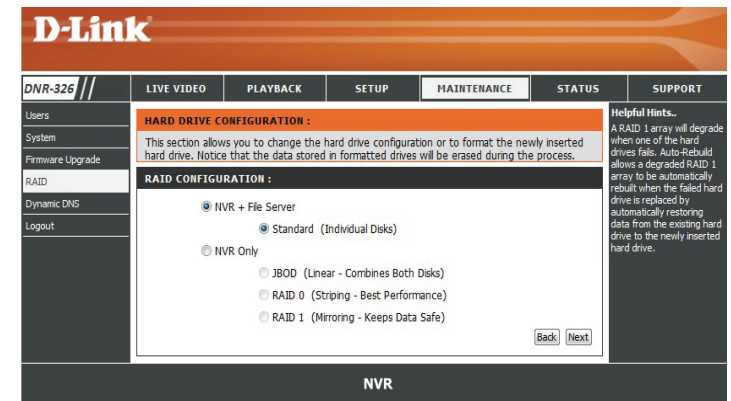 D-Link
DNR-326
LIVE VIDEO
PLAYBACK
SETUP
MAINTENANCE
STATUS
SUPPORT
Users
System
Firmware Upgrade
RAID
Dynamic DNS
Logout
HARD DRIVE CONFIGURATION :
This section allows you to change the hard drive configuration or to format the newly inserted
hard drive. Notice that the data stored in formatted drives will be erased during the process.
RAID CONFIGURATION :
NVR + File Server
Standard (Individual Disks)
NVR Only
JBOD (Linear - Combines Both Disks)
RAID 0 (Striping - Best Performance)
RAID 1 (Mirroring - Keeps Data Safe)
Back
Next
Helpful Hints..
A RAID 1 array will degrade
when one of the hard
drives fails. Auto-Rebuild
allows a degraded RAID 1
array to be automatically
rebuilt when the failed hard
drive is replaced by
automatically restoring
data from the existing hard
drive to the newly inserted
hard drive.
NVR